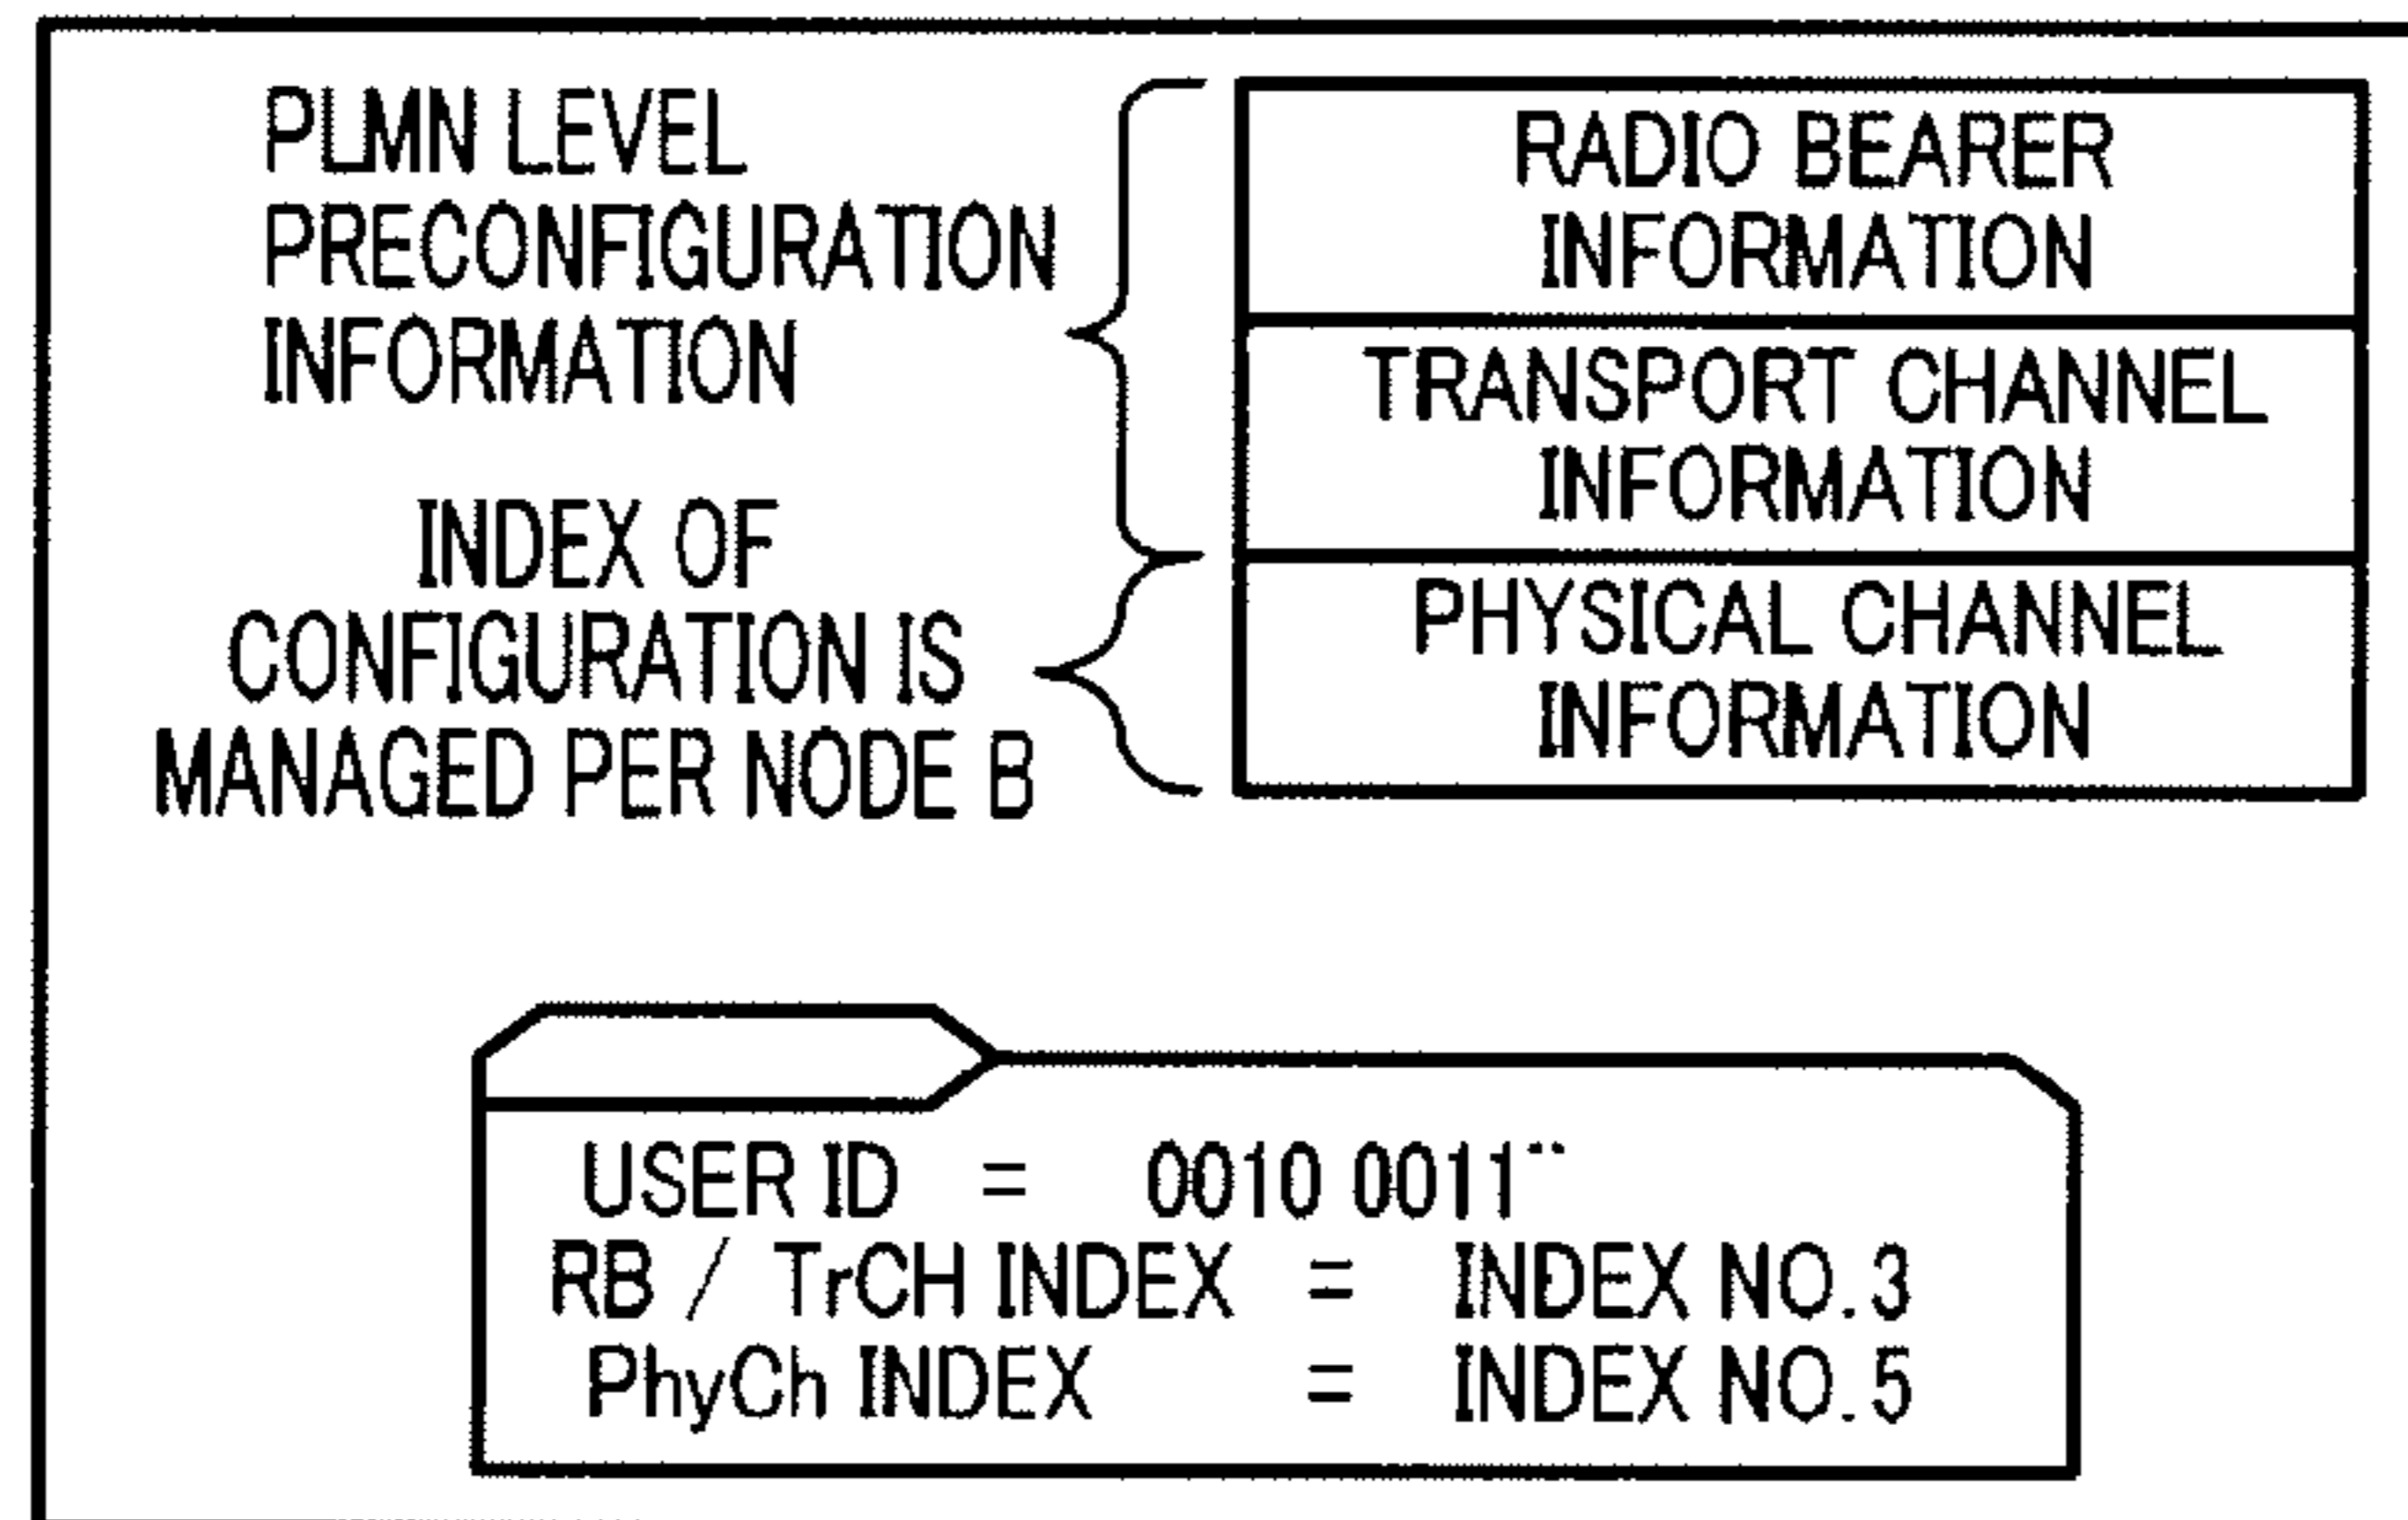 PLMN LEVEL
PRECONFIGURATION
INFORMATION
INDEX OF
CONFIGURATION IS
MANAGED PER NODE B
RADIO BEARER
INFORMATION
TRANSPORT CHANNEL
INFORMATION
PHYSICAL CHANNEL
INFORMATION
USER ID = 0010 0011¨
RB / TrCH INDEX = INDEX NO.3
PhyCh INDEX = INDEX NO.5